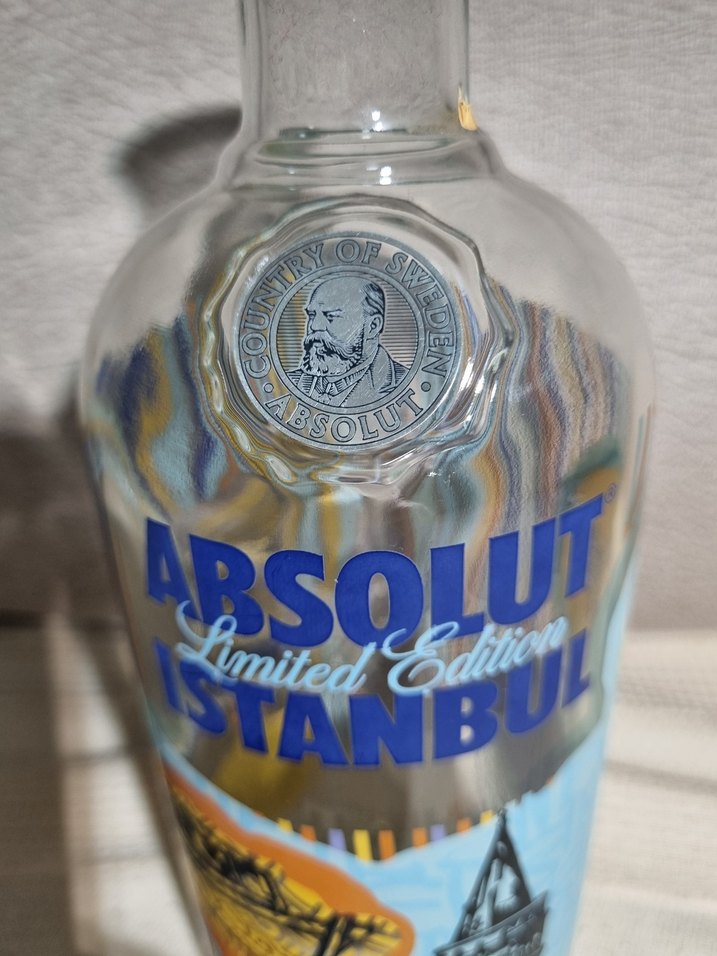 COUNTRY OF SWEDEN
· ABSOLUT ·
ABSOLUT®
Limited Edition
ISTANBUL